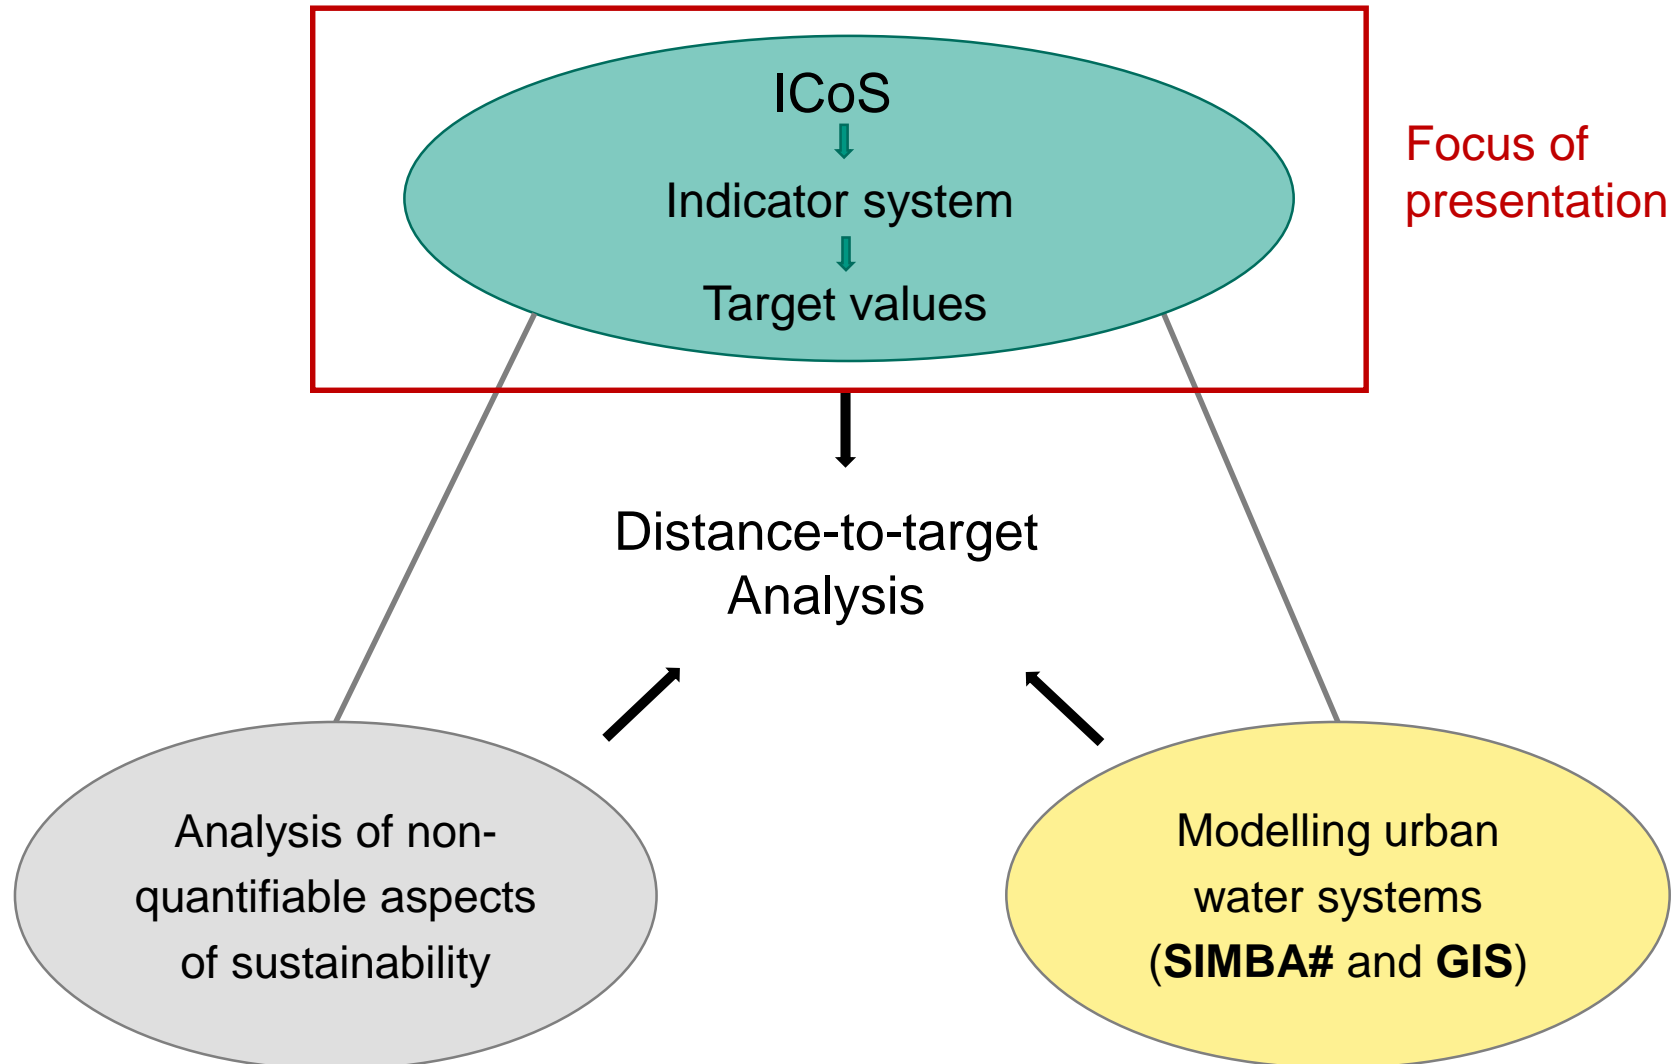 ICoS
Indicator system
Target values
Focus of
presentation
Distance-to-target
Analysis
Analysis of non-
quantifiable aspects
of sustainability
Modelling urban
water systems
(SIMBA# and GIS)